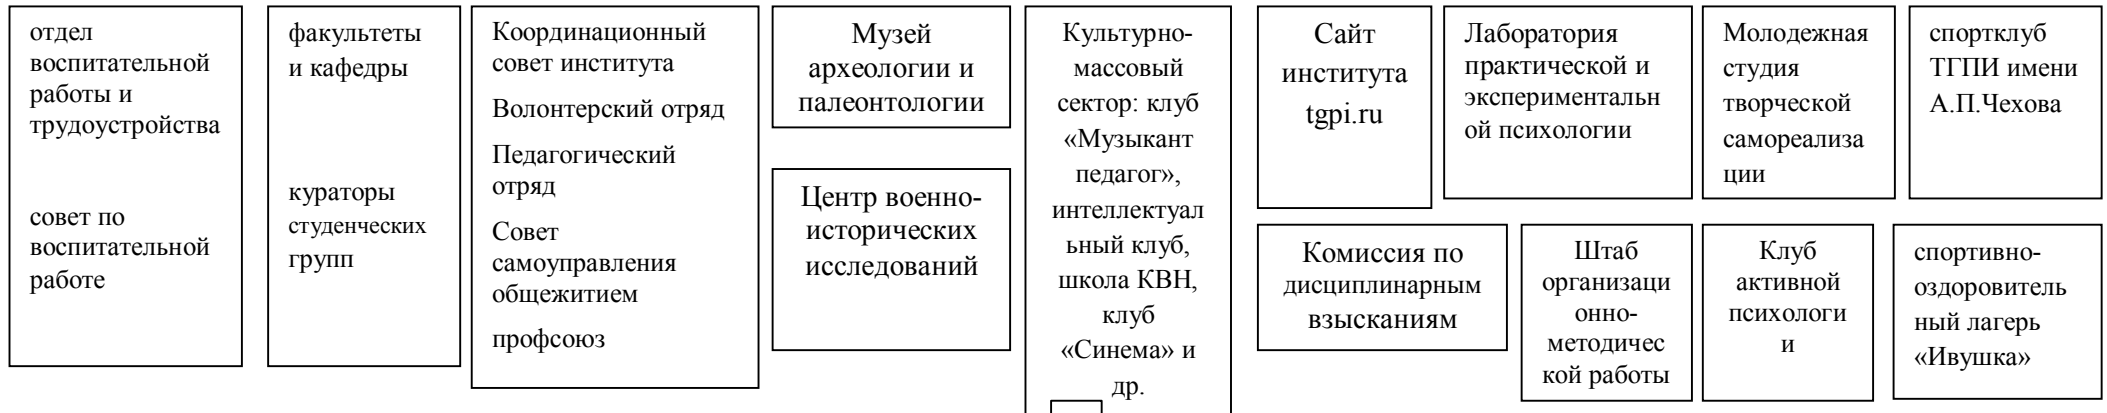 отдел
воспитательной
работы и
трудоустройства
совет по
воспитательной
работе
факультеты
и кафедры
кураторы
студенческих
групп
Координационный
совет института
Волонтерский отряд
Педагогический
отряд
Совет
самоуправления
общежитием
профсоюз
Музей
археологии и
палеонтологии
Центр военно-
исторических
исследований
Культурно-
массовый
сектор: клуб
«Музыкант
педагог»,
интеллектуал
ьный клуб,
школа КВН,
клуб
«Синема» и
др.
Сайт
института
tgpi.ru
Лаборатория
практической и
экспериментальн
ой психологии
Молодежная
студия
творческой
самореализа
ции
спортклуб
ТГПИ имени
А.П.Чехова
Комиссия по
дисциплинарным
взысканиям
Штаб
организаци
онно-
методичес
кой работы
Клуб
активной
психологи
и
спортивно-
оздоровитель
ный лагерь
«Ивушка»